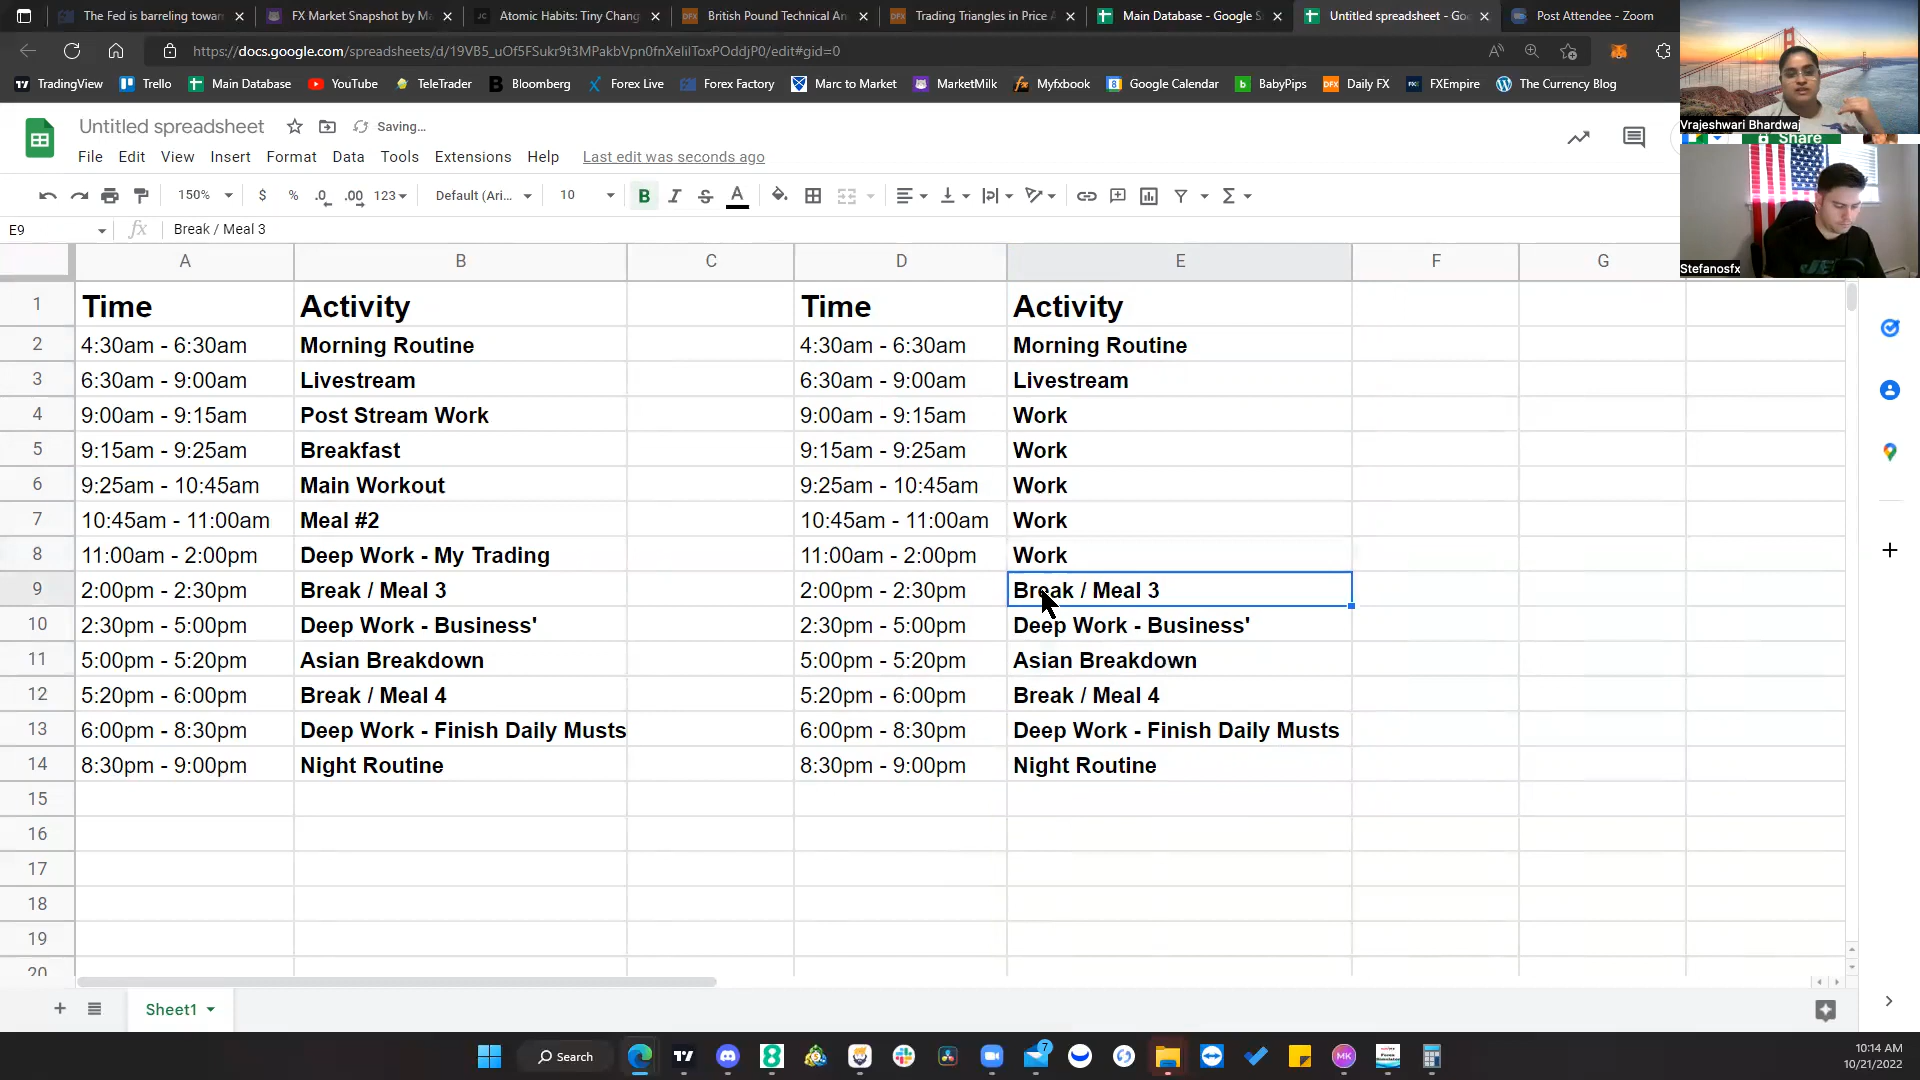 The Fed is barreling towar
FX Market Snapshot by Ma
Atomic Habits: Tiny Chang
British Pound Technical An
Trading Triangles in Price A
Main Database - Google S
Untitled spreadsheet - Goo
Post Attendee - Zoom
https://docs.google.com/spreadsheets/d/19VB5_uOf5FSukr9t3MPakbVpn0fnXeliIToxPOddjP0/edit#gid=0
TradingView
Trello
Main Database
YouTube
TeleTrader
Bloomberg
Forex Live
Forex Factory
Marc to Market
MarketMilk
Myfxbook
Google Calendar
BabyPips
Daily FX
FXEmpire
The Currency Blog
Vrajeshwari Bhardwaj
Share
Stefanosfx
Untitled spreadsheet
Saving...
File Edit View Insert Format Data Tools Extensions Help Last edit was seconds ago
150% $ % .0 .00 123 Default (Ari... 10 B I S A
E9 fx Break / Meal 3
A B C D E F G
1 Time Activity Time Activity
2 4:30am - 6:30am Morning Routine 4:30am - 6:30am Morning Routine
3 6:30am - 9:00am Livestream 6:30am - 9:00am Livestream
4 9:00am - 9:15am Post Stream Work 9:00am - 9:15am Work
5 9:15am - 9:25am Breakfast 9:15am - 9:25am Work
6 9:25am - 10:45am Main Workout 9:25am - 10:45am Work
7 10:45am - 11:00am Meal #2 10:45am - 11:00am Work
8 11:00am - 2:00pm Deep Work - My Trading 11:00am - 2:00pm Work
9 2:00pm - 2:30pm Break / Meal 3 2:00pm - 2:30pm Break / Meal 3
10 2:30pm - 5:00pm Deep Work - Business' 2:30pm - 5:00pm Deep Work - Business'
11 5:00pm - 5:20pm Asian Breakdown 5:00pm - 5:20pm Asian Breakdown
12 5:20pm - 6:00pm Break / Meal 4 5:20pm - 6:00pm Break / Meal 4
13 6:00pm - 8:30pm Deep Work - Finish Daily Musts 6:00pm - 8:30pm Deep Work - Finish Daily Musts
14 8:30pm - 9:00pm Night Routine 8:30pm - 9:00pm Night Routine
15
16
17
18
19
20
Sheet1
Search
7
10:14 AM
10/21/2022